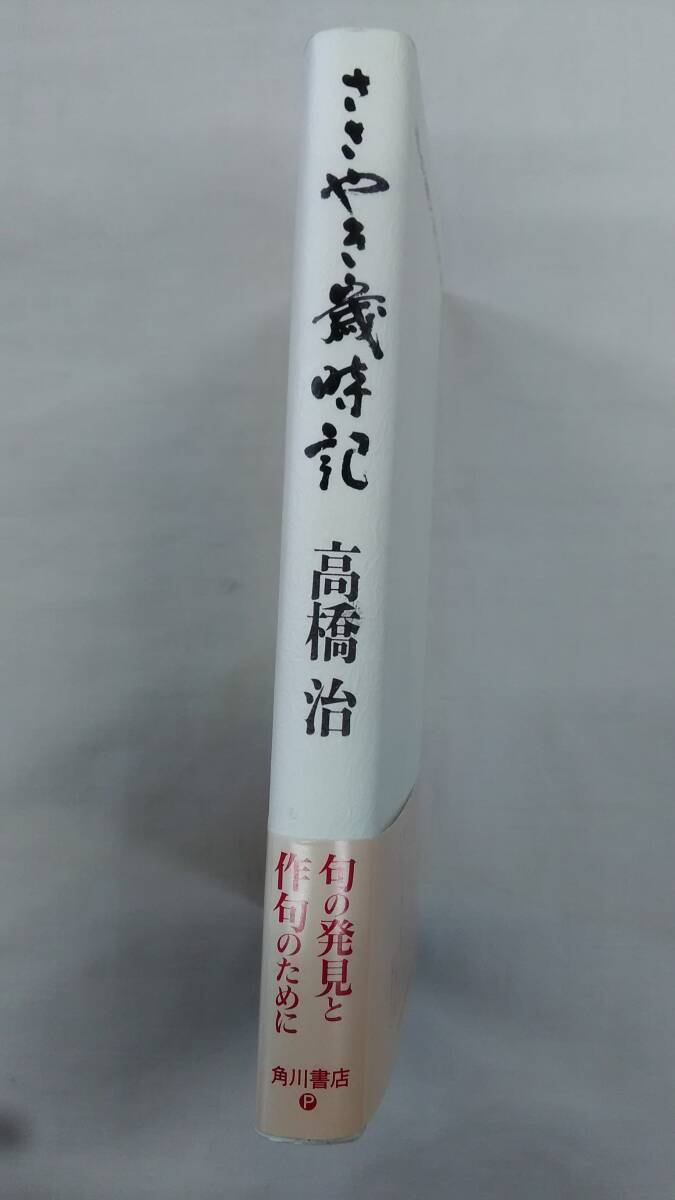 ささやき歳時記
高橋 治
句の発見と
作句のために
角川書店
P